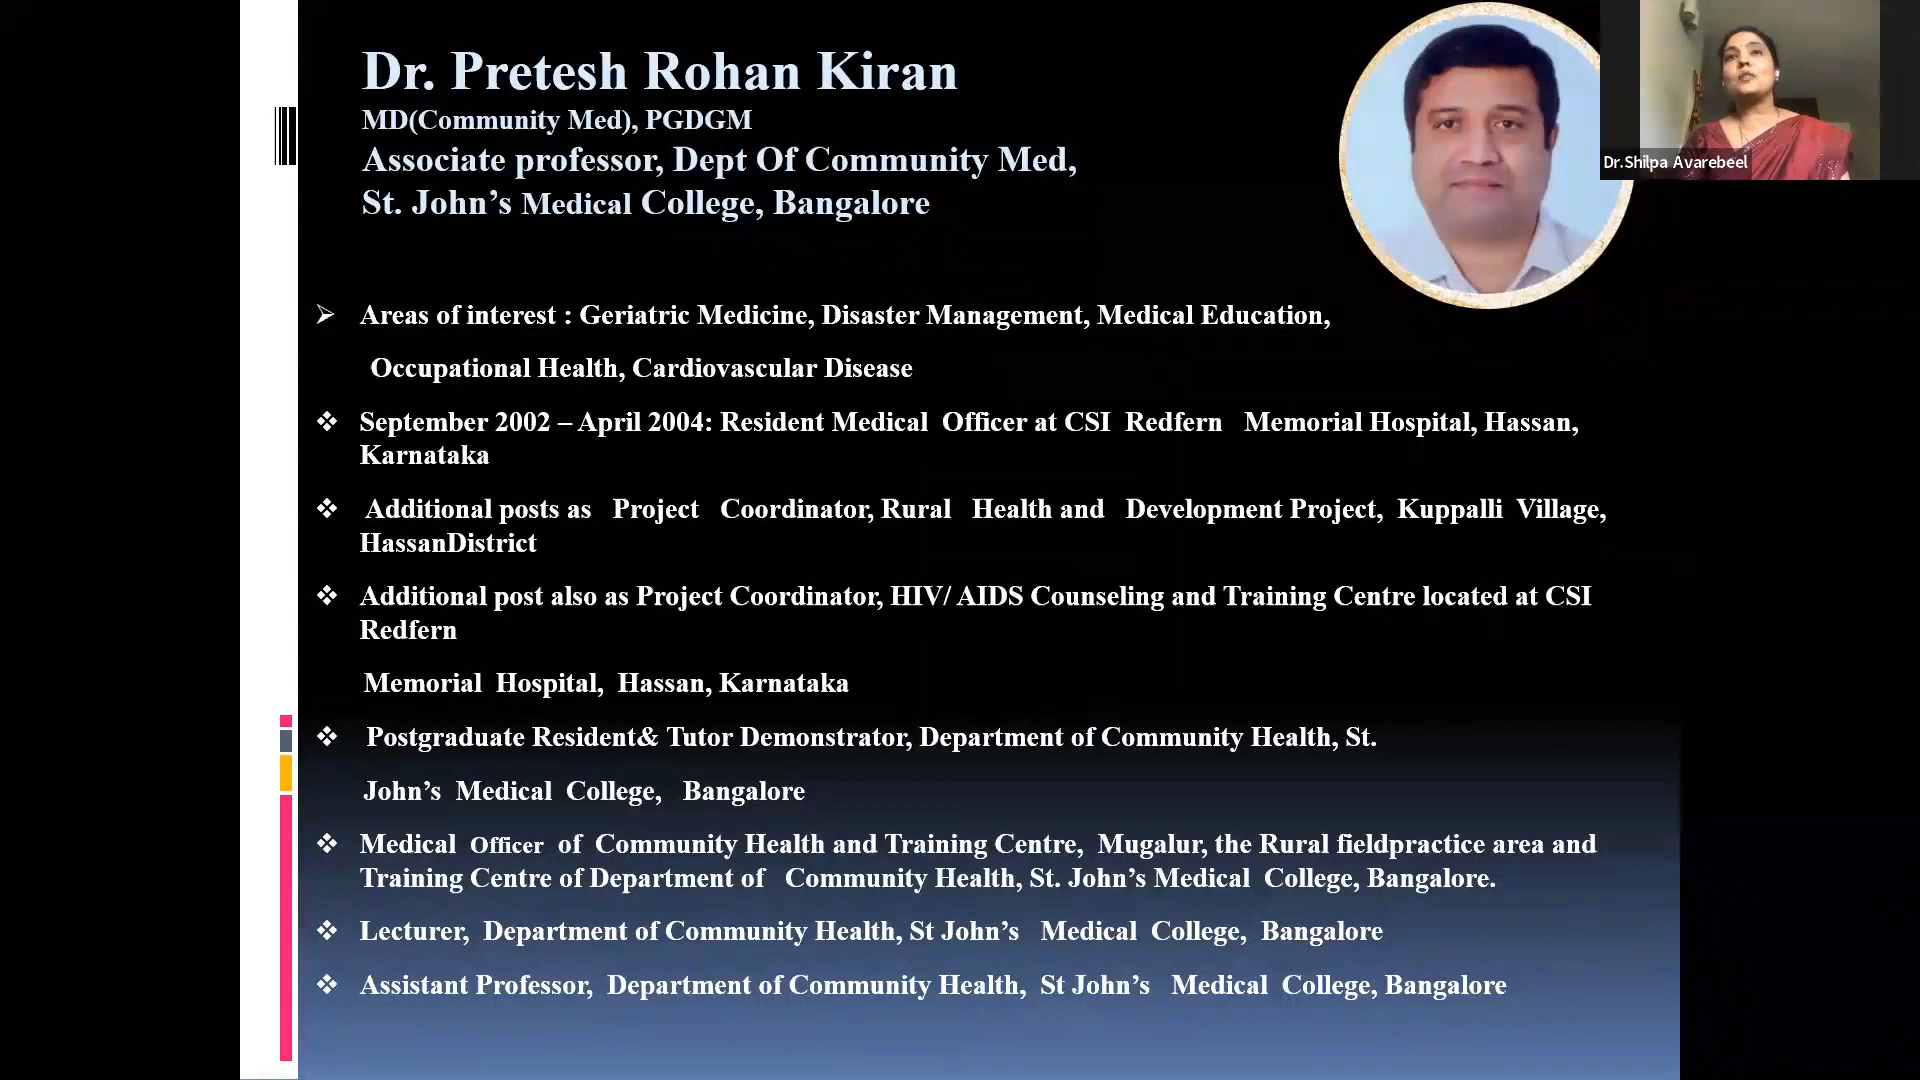 Dr. Pretesh Rohan Kiran
MD(Community Med), PGDGM
Associate professor, Dept Of Community Med,
St. John’s Medical College, Bangalore
Dr.Shilpa Avarebeel
➢ Areas of interest : Geriatric Medicine, Disaster Management, Medical Education,
Occupational Health, Cardiovascular Disease
❖ September 2002 – April 2004: Resident Medical Officer at CSI Redfern Memorial Hospital, Hassan,
Karnataka
❖ Additional posts as Project Coordinator, Rural Health and Development Project, Kuppalli Village,
HassanDistrict
❖ Additional post also as Project Coordinator, HIV/ AIDS Counseling and Training Centre located at CSI
Redfern
Memorial Hospital, Hassan, Karnataka
❖ Postgraduate Resident& Tutor Demonstrator, Department of Community Health, St.
John’s Medical College, Bangalore
❖ Medical Officer of Community Health and Training Centre, Mugalur, the Rural fieldpractice area and
Training Centre of Department of Community Health, St. John’s Medical College, Bangalore.
❖ Lecturer, Department of Community Health, St John’s Medical College, Bangalore
❖ Assistant Professor, Department of Community Health, St John’s Medical College, Bangalore